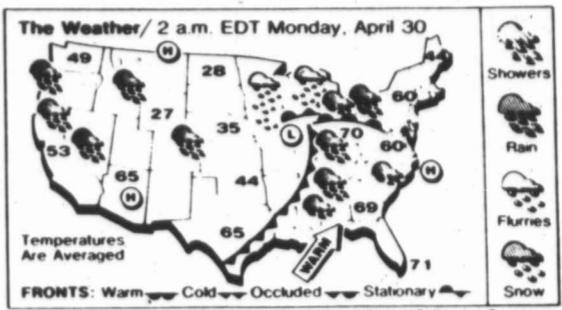 The Weather/ 2 a.m. EDT Monday, April 30
H
49
28
44
Showers
60
27
35
L
70
53
60
Rain
65
44
H
H
69
65
Flurries
Temperatures
Are Averaged
WARM
71
FRONTS: Warm Cold Occluded Stationary
Snow